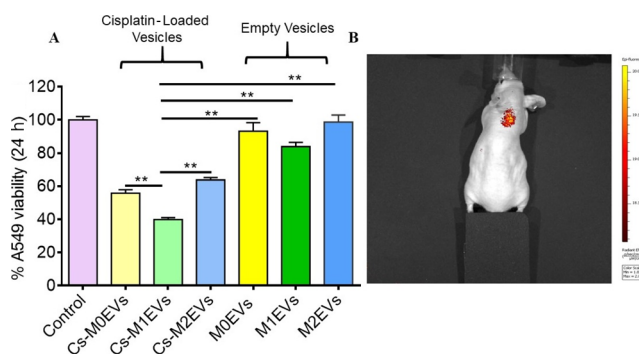 A
Cisplatin-Loaded
Vesicles
Empty Vesicles
B
**
**
**
**
**
% A549 viability (24 h)
120
100
80
60
40
20
0
Control
Cs-M0EVs
Cs-M1EVs
Cs-M2EVs
M0EVs
M1EVs
M2EVs